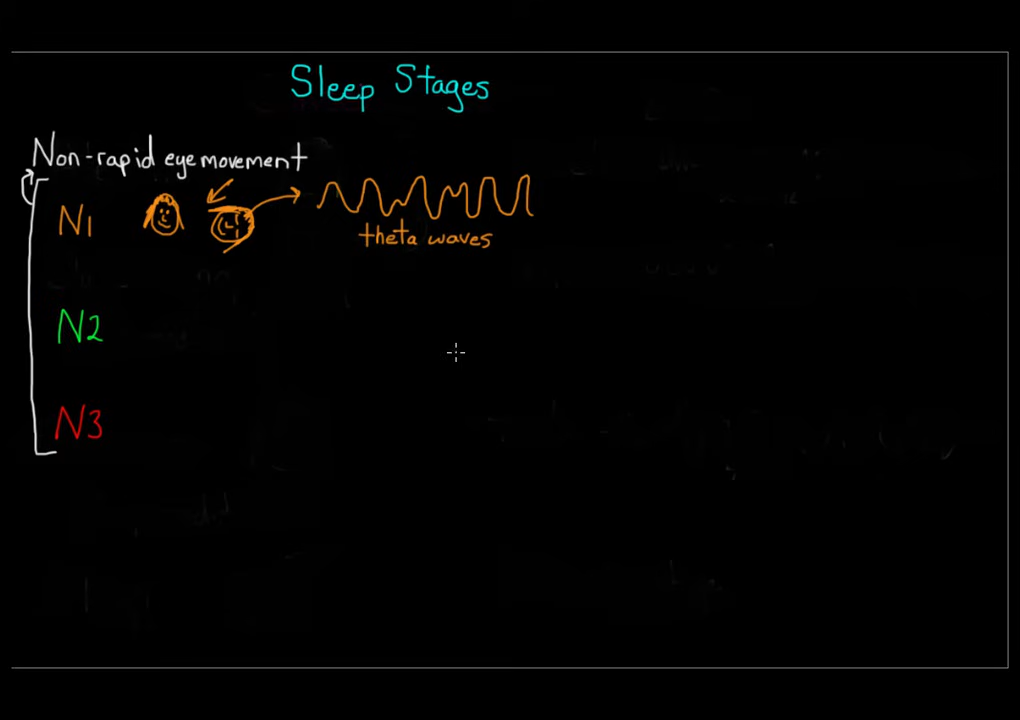 Sleep Stages
Non-rapid eye movement
N1
theta waves
N2
N3